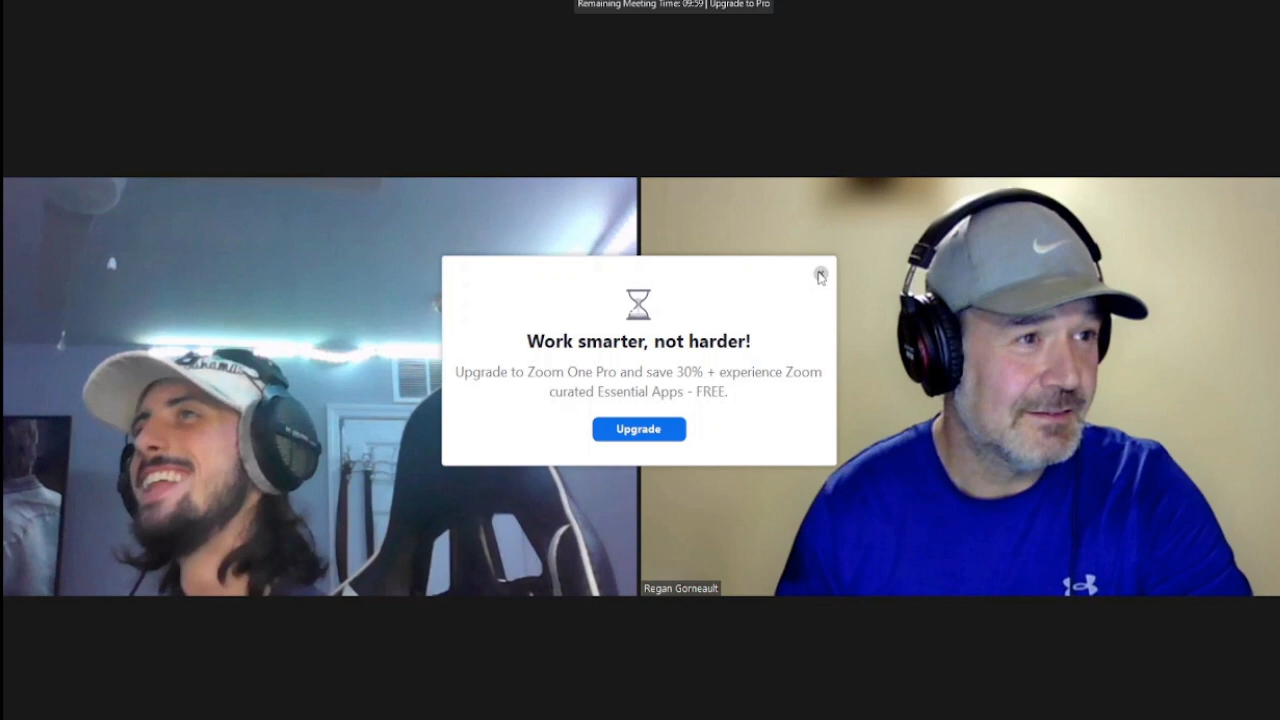 Remaining Meeting Time: 09:59 | Upgrade to Pro
Work smarter, not harder!
Upgrade to Zoom One Pro and save 30% + experience Zoom
curated Essential Apps - FREE.
Upgrade
Regan Gorneault